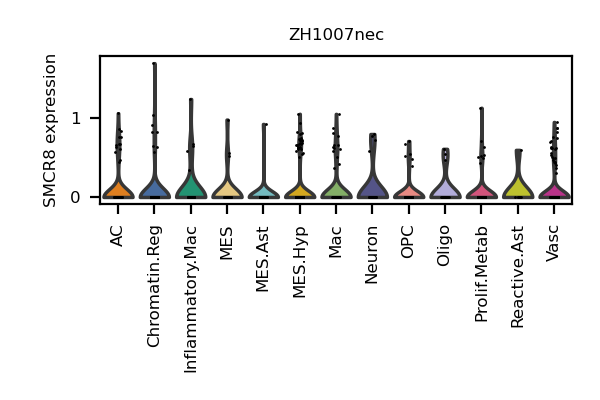 ZH1007nec
SMCR8 expression
1
0
AC
Chromatin.Reg
Inflammatory.Mac
MES
MES.Ast
MES.Hyp
Mac
Neuron
OPC
Oligo
Prolif.Metab
Reactive.Ast
Vasc